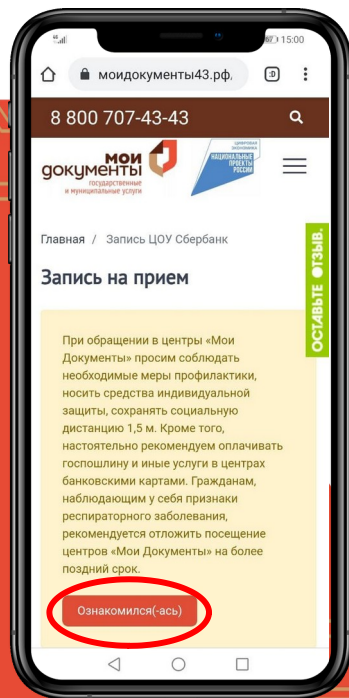 15:00
моидокументы43.рф
8 800 707-43-43
мои
документы
государственные
и муниципальные услуги
ЦИФРОВАЯ
ЭКОНОМИКА
НАЦИОНАЛЬНЫЕ
ПРОЕКТЫ
РОССИИ
Главная / Запись ЦОУ Сбербанк
Запись на прием
ОСТАВЬТЕ ОТЗЫВ.
При обращении в центры «Мои
Документы» просим соблюдать
необходимые меры профилактики,
носить средства индивидуальной
защиты, сохранять социальную
дистанцию 1,5 м. Кроме того,
настоятельно рекомендуем оплачивать
госпошлину и иные услуги в центрах
банковскими картами. Гражданам,
наблюдающим у себя признаки
респираторного заболевания,
рекомендуется отложить посещение
центров «Мои Документы» на более
поздний срок.
Ознакомился(-ась)